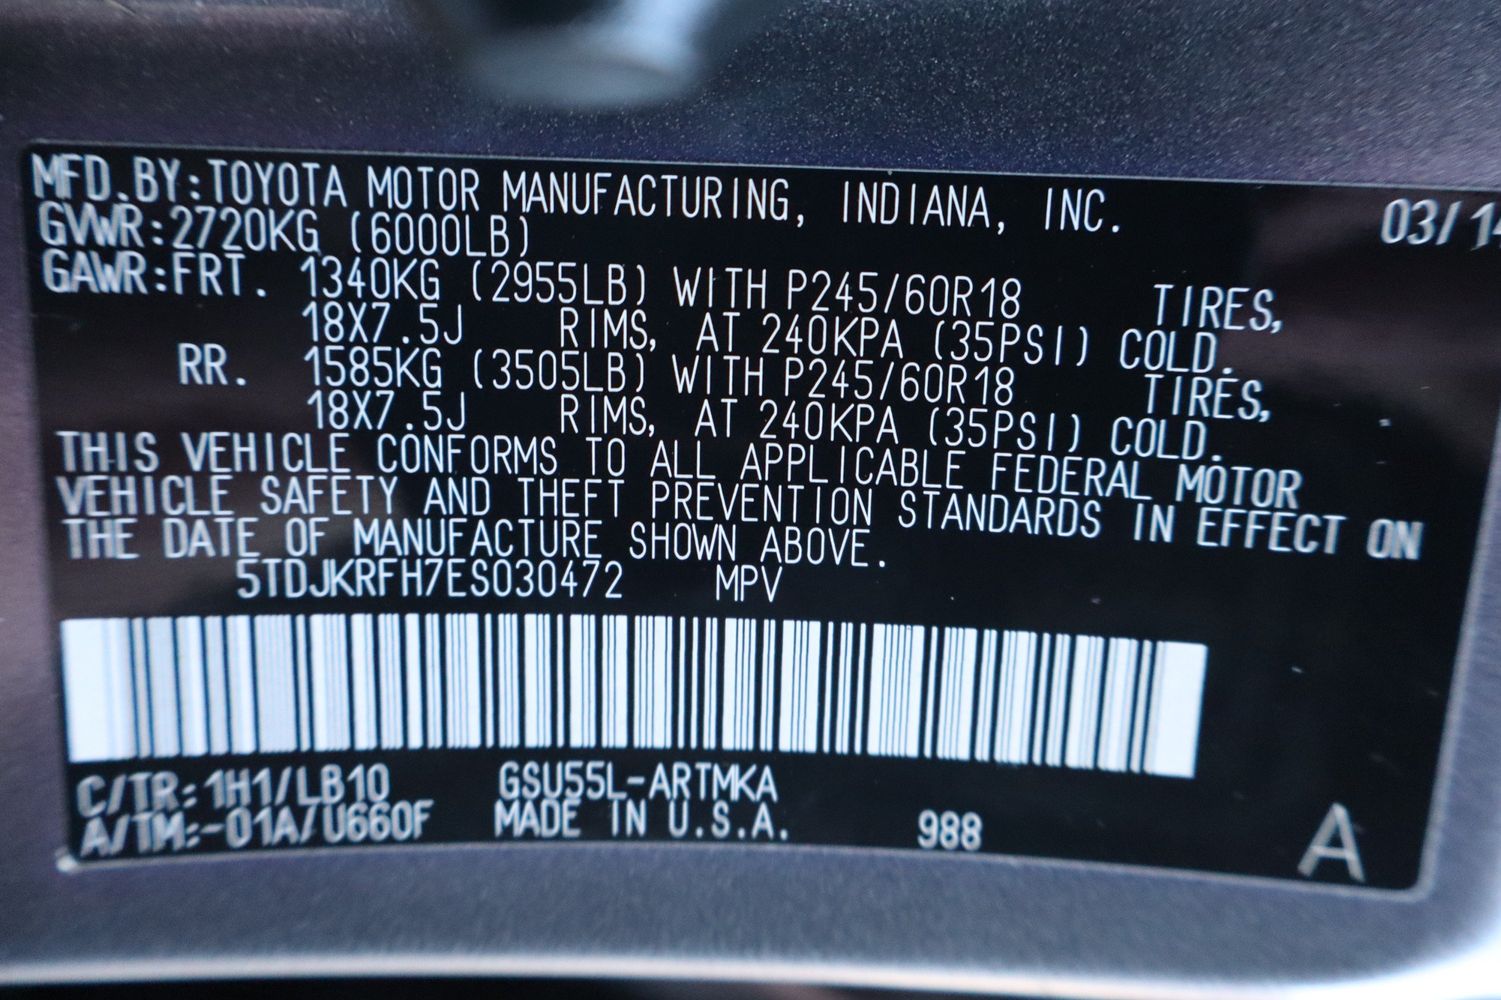 MFD.BY:TOYOTA MOTOR MANUFACTURING, INDIANA, INC. 03/14
GVWR:2720KG (6000LB)
GAWR:FRT. 1340KG (2955LB) WITH P245/60R18 TIRES,
18X7.5J RIMS, AT 240KPA (35PSI) COLD.
RR. 1585KG (3505LB) WITH P245/60R18 TIRES,
18X7.5J RIMS, AT 240KPA (35PSI) COLD.
THIS VEHICLE CONFORMS TO ALL APPLICABLE FEDERAL MOTOR
VEHICLE SAFETY AND THEFT PREVENTION STANDARDS IN EFFECT ON
THE DATE OF MANUFACTURE SHOWN ABOVE.
5TDJKRFH7ES030472 MPV
C/TR:1H1/LB10 GSU55L-ARTMKA
A/TM:-01A/U660F MADE IN U.S.A. 988 A